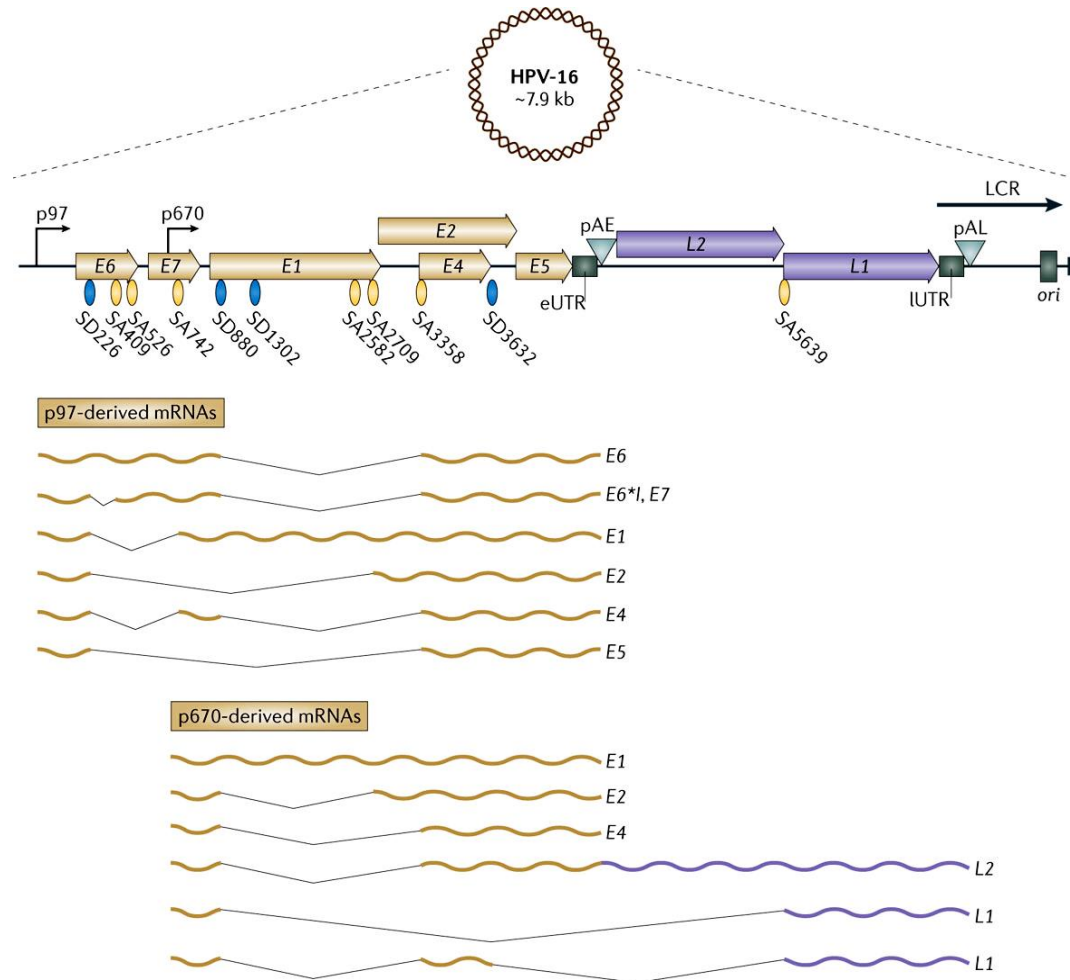 HPV-16
~7.9 kb
LCR
p97
p670
E2
pAE
L2
pAL
E6
E7
E1
E4
E5
L1
eUTR
lUTR
ori
SD226
SA409
SA526
SA742
SD880
SD1302
SA2582
SA2709
SA3358
SD3632
SA5639
p97-derived mRNAs
E6
E6*I, E7
E1
E2
E4
E5
p670-derived mRNAs
E1
E2
E4
L2
L1
L1